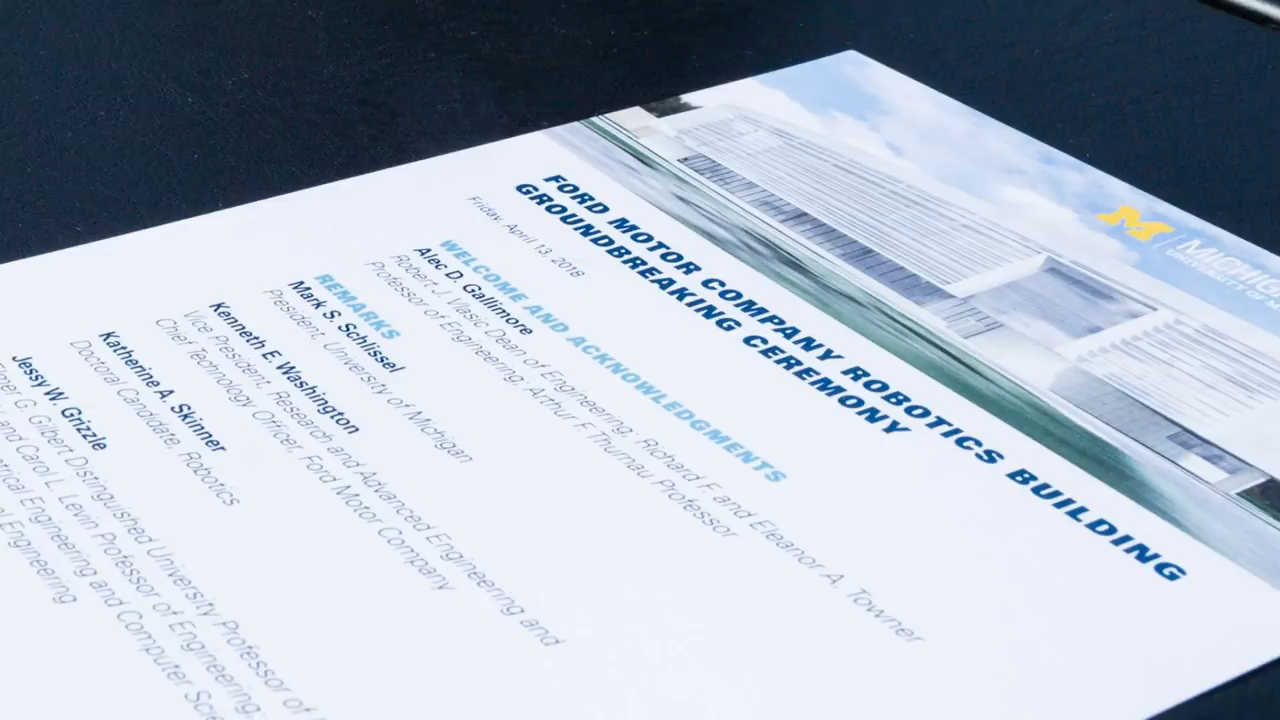 M | MICHIG
UNIVERSITY OF
FORD MOTOR COMPANY ROBOTICS BUILDING
GROUNDBREAKING CEREMONY
Friday, April 13, 2018
WELCOME AND ACKNOWLEDGMENTS
Alec D. Gallimore
Robert J. Vlasic Dean of Engineering; Richard F. and Eleanor A. Towner
Professor of Engineering; Arthur F. Thurnau Professor
REMARKS
Mark S. Schlissel
President, University of Michigan
Kenneth E. Washington
Vice President, Research and Advanced Engineering and
Chief Technology Officer, Ford Motor Company
Katherine A. Skinner
Doctoral Candidate, Robotics
Jessy W. Grizzle
Elmer G. Gilbert Distinguished University Professor of
and Carol L. Levin Professor of Engineering,
trical Engineering and Computer Scie
l Engineering